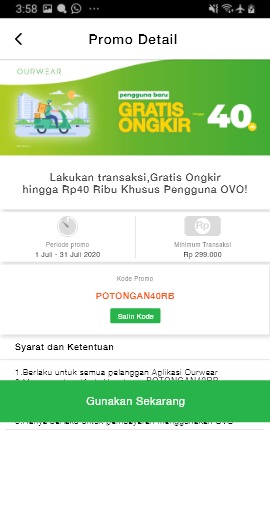 3:58
Promo Detail
OURWEAR
pengguna baru
GRATIS
ONGKIR
40
Lakukan transaksi,Gratis Ongkir
hingga Rp40 Ribu Khusus Pengguna OVO!
Rp
Periode promo
1 Juli - 31 Juli 2020
Minimum Transaksi
Rp 299.000
Kode Promo
POTONGAN40RB
Salin Kode
Syarat dan Ketentuan
1.Berlaku untuk semua pelanggan Aplikasi Ourwear
POTONGAN40RB
Gunakan Sekarang